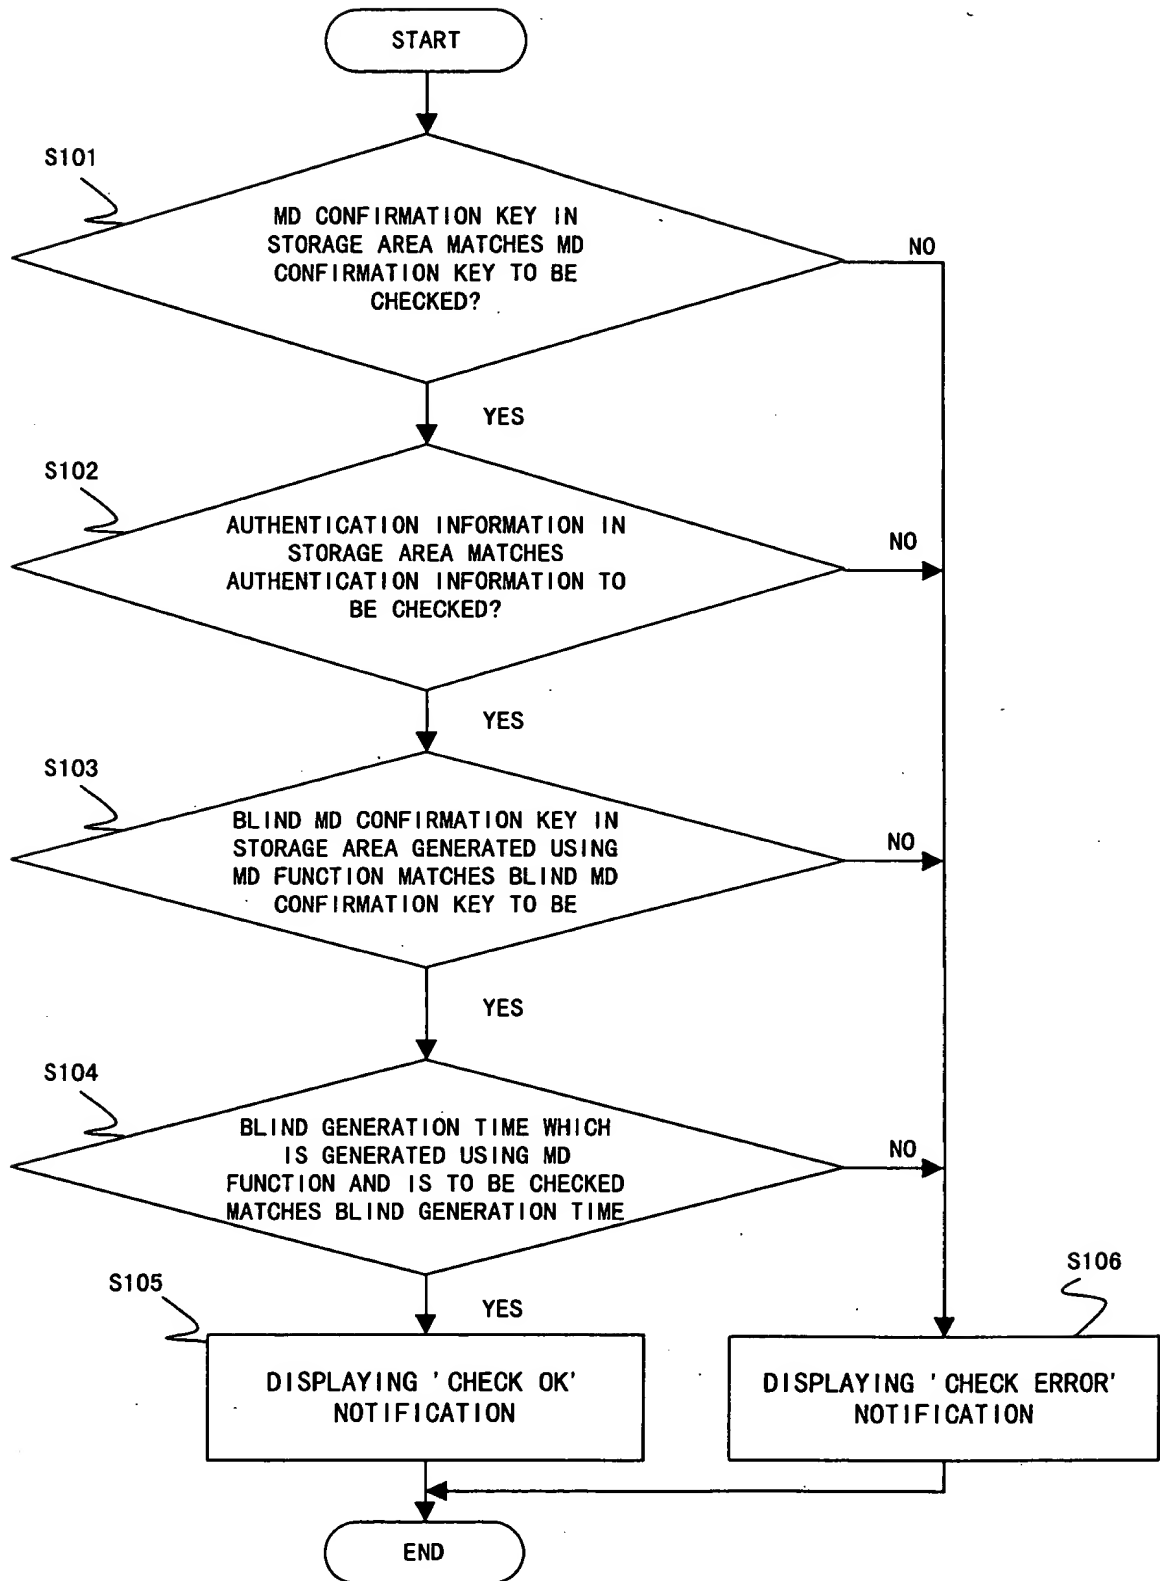 START
S101
MD CONFIRMATION KEY IN
STORAGE AREA MATCHES MD
CONFIRMATION KEY TO BE
CHECKED?
NO
YES
S102
AUTHENTICATION INFORMATION IN
STORAGE AREA MATCHES
AUTHENTICATION INFORMATION TO
BE CHECKED?
NO
YES
S103
BLIND MD CONFIRMATION KEY IN
STORAGE AREA GENERATED USING
MD FUNCTION MATCHES BLIND MD
CONFIRMATION KEY TO BE
NO
YES
S104
BLIND GENERATION TIME WHICH
IS GENERATED USING MD
FUNCTION AND IS TO BE CHECKED
MATCHES BLIND GENERATION TIME
NO
YES
S105
DISPLAYING 'CHECK OK'
NOTIFICATION
S106
DISPLAYING 'CHECK ERROR'
NOTIFICATION
END